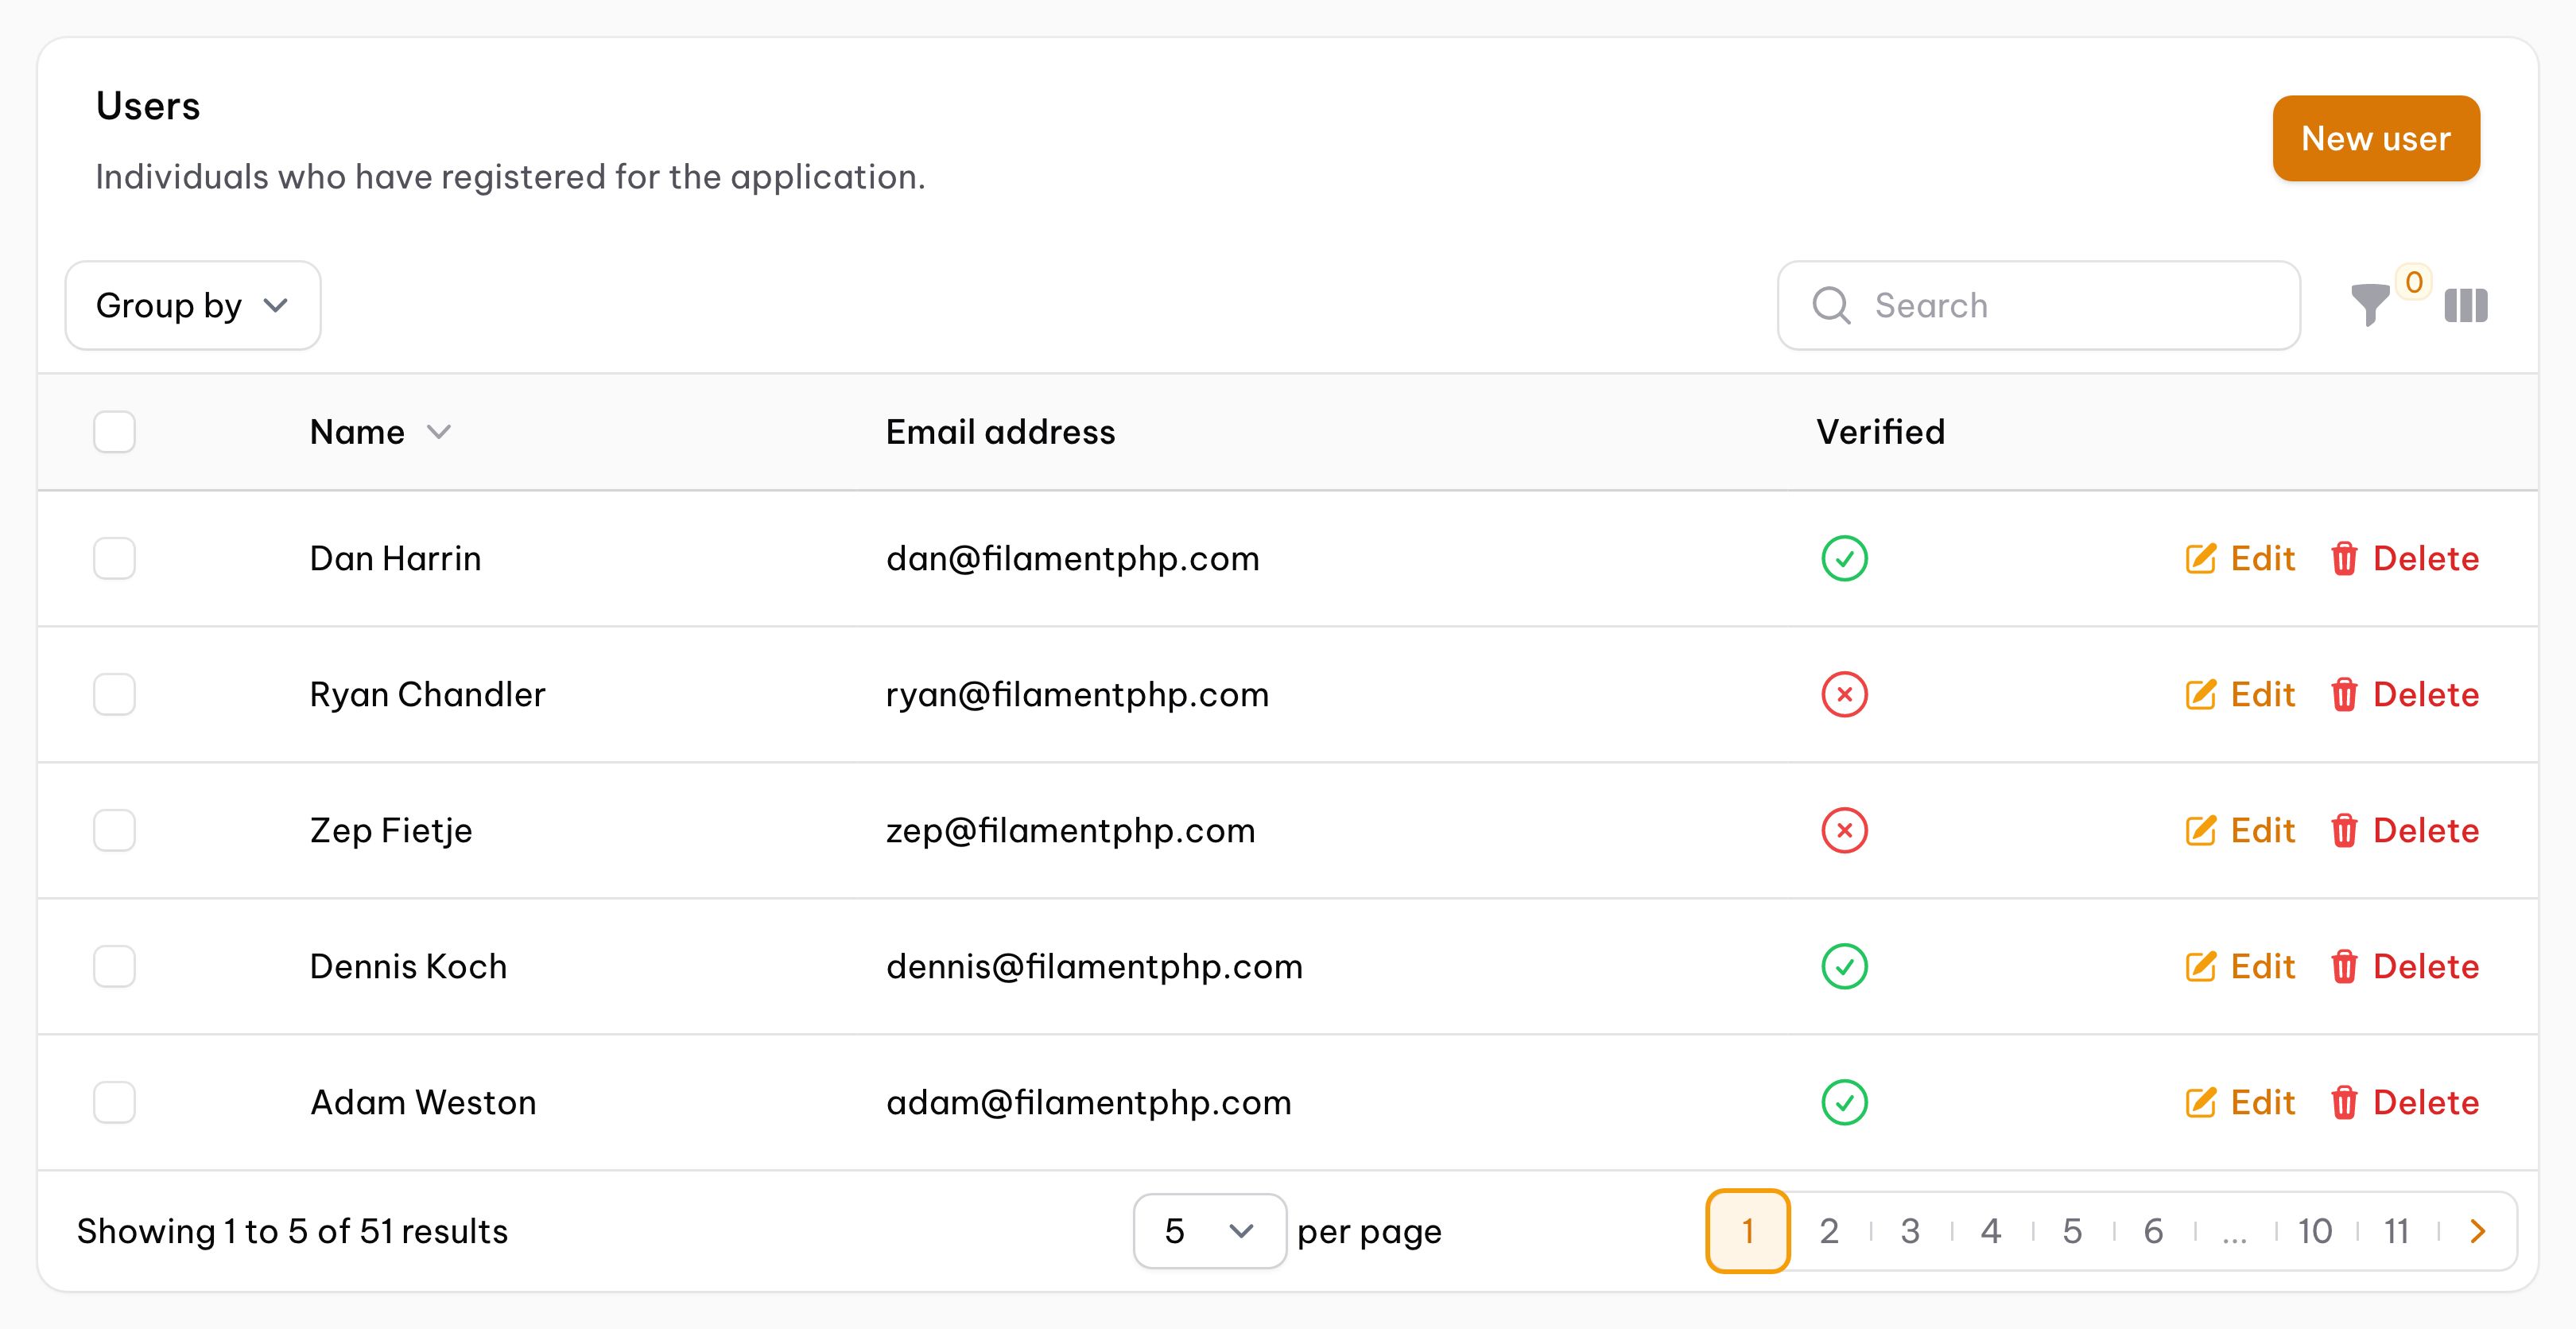 Users
New user
Individuals who have registered for the application.
Group by
Search
0
Name Email address Verified
Dan Harrin dan@filamentphp.com Edit Delete
Ryan Chandler ryan@filamentphp.com Edit Delete
Zep Fietje zep@filamentphp.com Edit Delete
Dennis Koch dennis@filamentphp.com Edit Delete
Adam Weston adam@filamentphp.com Edit Delete
Showing 1 to 5 of 51 results 5 per page 1 2 3 4 5 6 ... 10 11